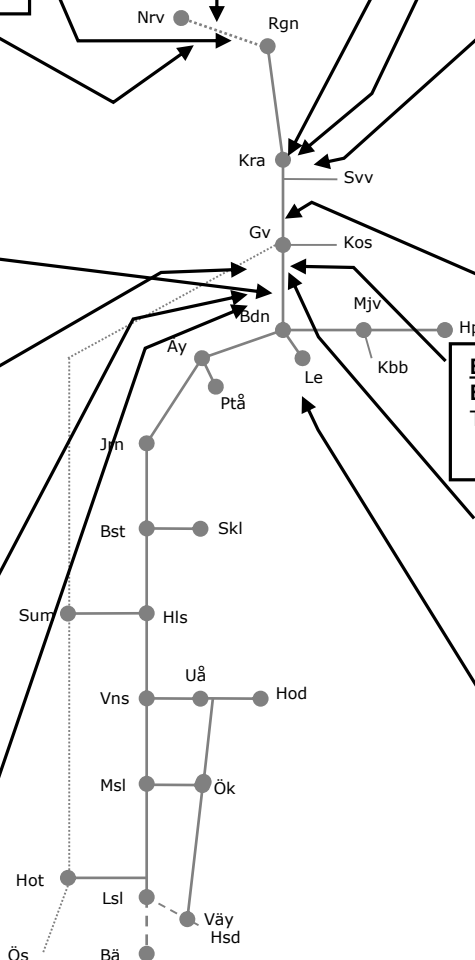 Nrv
Rgn
Kra
Svv
Gv
Kos
Bdn
Mjv
Ay
Le
Kbb
Ptå
Jrn
Bst
Skl
Sum
Hls
Uå
Vns
Hod
Msl
Ök
Hot
Lsl
Väy
Hsd
Ös
Bä